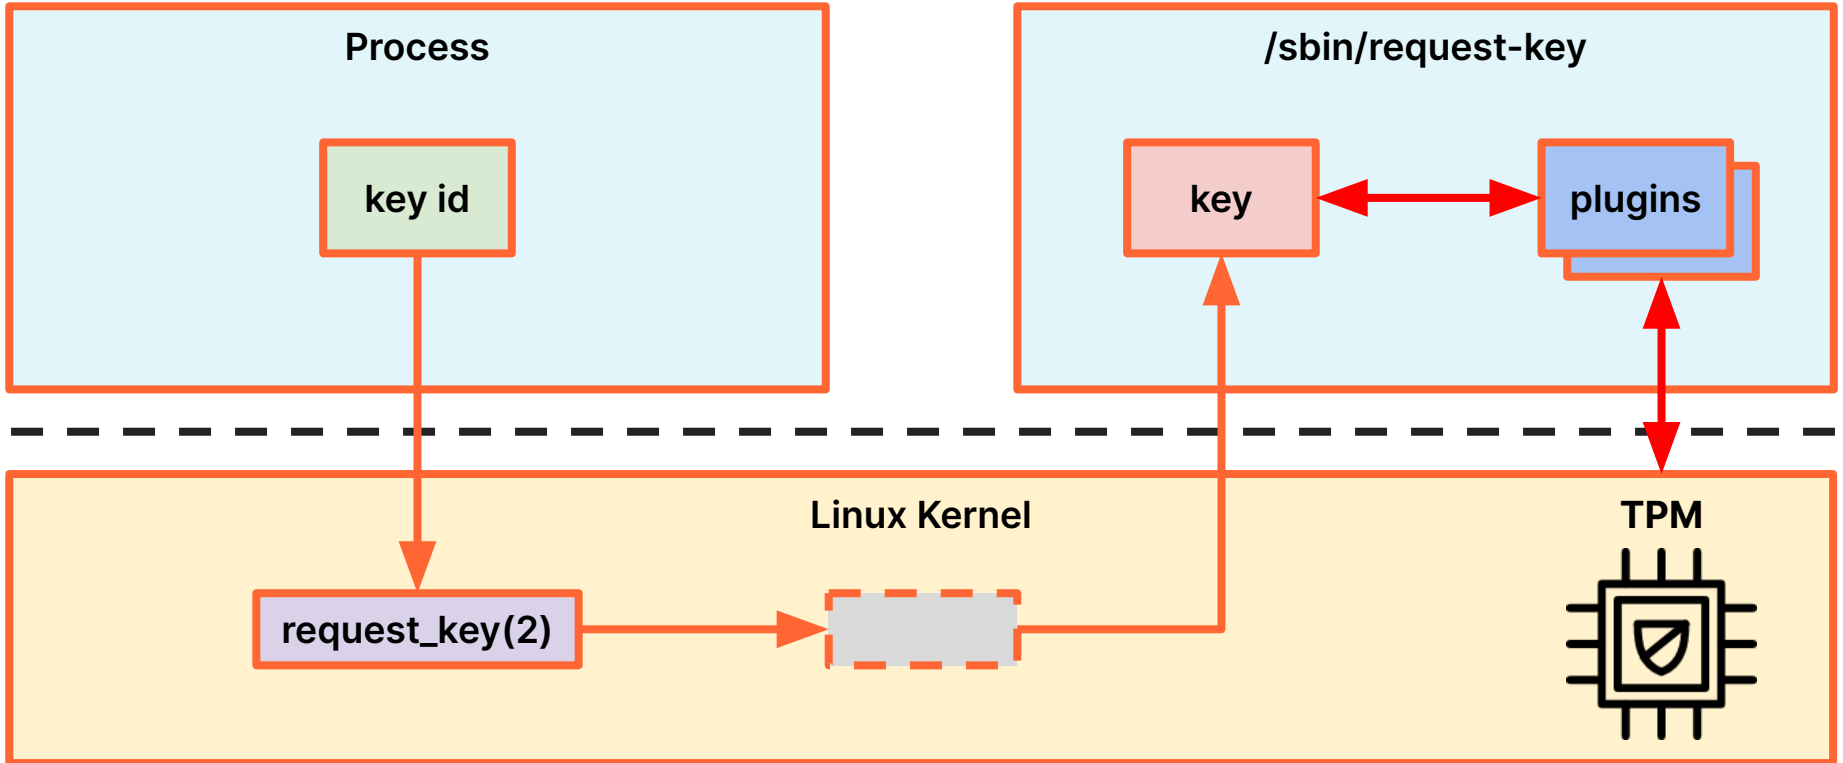 Process
/sbin/request-key
key id
key
plugins
Linux Kernel
TPM
request_key(2)